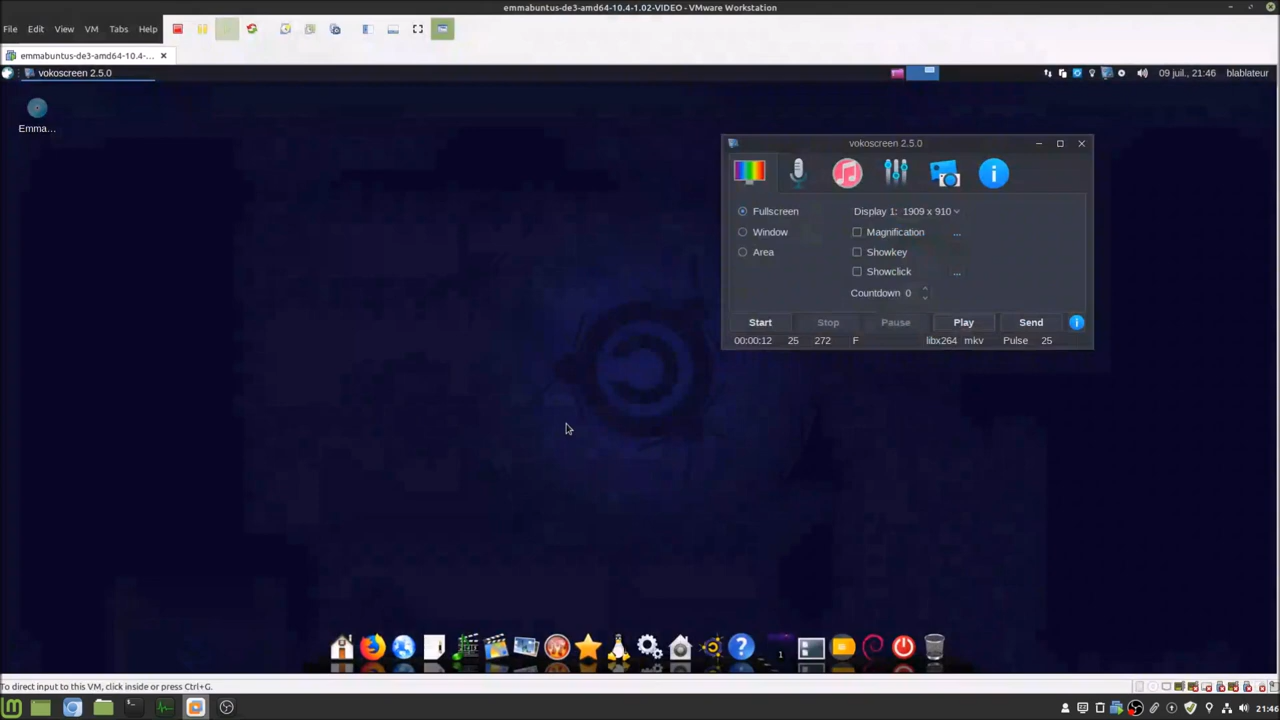 emmabuntus-de3-amd64-10.4-1.02-VIDEO - VMware Workstation
File Edit View VM Tabs Help
emmabuntus-de3-amd64-10.4-...
vokoscreen 2.5.0
09 juil., 21:46 blablateur
Emma...
vokoscreen 2.5.0
Fullscreen Display 1: 1909 x 910
Window Magnification ...
Area Showkey
Showclick ...
Countdown 0
Start Stop Pause Play Send
00:00:12 25 272 F libx264 mkv Pulse 25
1
To direct input to this VM, click inside or press Ctrl+G.
21:46